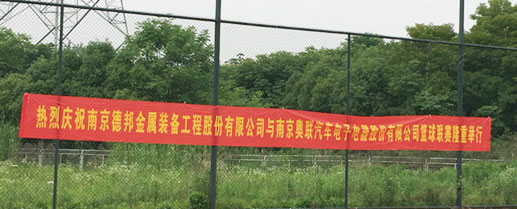 热烈庆祝南京德邦金属装备工程股份有限公司与南京奥联汽车电子电器股份有限公司篮球联赛隆重举行